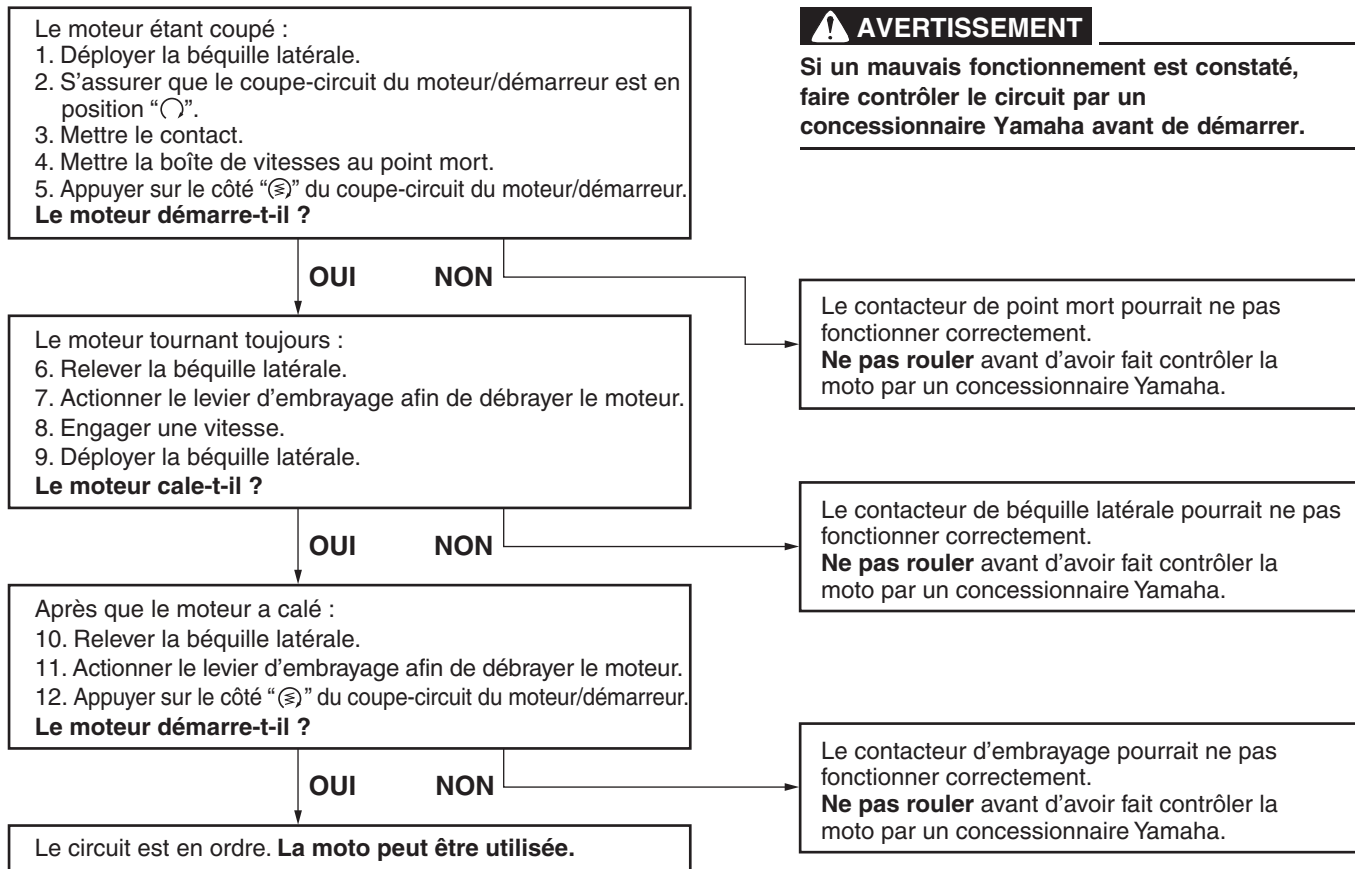 Le moteur étant coupé :
1. Déployer la béquille latérale.
2. S'assurer que le coupe-circuit du moteur/démarreur est en
position “◯”.
3. Mettre le contact.
4. Mettre la boîte de vitesses au point mort.
5. Appuyer sur le côté “” du coupe-circuit du moteur/démarreur.
Le moteur démarre-t-il ?
AVERTISSEMENT
Si un mauvais fonctionnement est constaté,
faire contrôler le circuit par un
concessionnaire Yamaha avant de démarrer.
OUI NON
Le contacteur de point mort pourrait ne pas
fonctionner correctement.
Ne pas rouler avant d'avoir fait contrôler la
moto par un concessionnaire Yamaha.
Le moteur tournant toujours :
6. Relever la béquille latérale.
7. Actionner le levier d'embrayage afin de débrayer le moteur.
8. Engager une vitesse.
9. Déployer la béquille latérale.
Le moteur cale-t-il ?
OUI NON
Le contacteur de béquille latérale pourrait ne pas
fonctionner correctement.
Ne pas rouler avant d'avoir fait contrôler la
moto par un concessionnaire Yamaha.
Après que le moteur a calé :
10. Relever la béquille latérale.
11. Actionner le levier d'embrayage afin de débrayer le moteur.
12. Appuyer sur le côté “” du coupe-circuit du moteur/démarreur.
Le moteur démarre-t-il ?
OUI NON
Le contacteur d'embrayage pourrait ne pas
fonctionner correctement.
Ne pas rouler avant d'avoir fait contrôler la
moto par un concessionnaire Yamaha.
Le circuit est en ordre. La moto peut être utilisée.